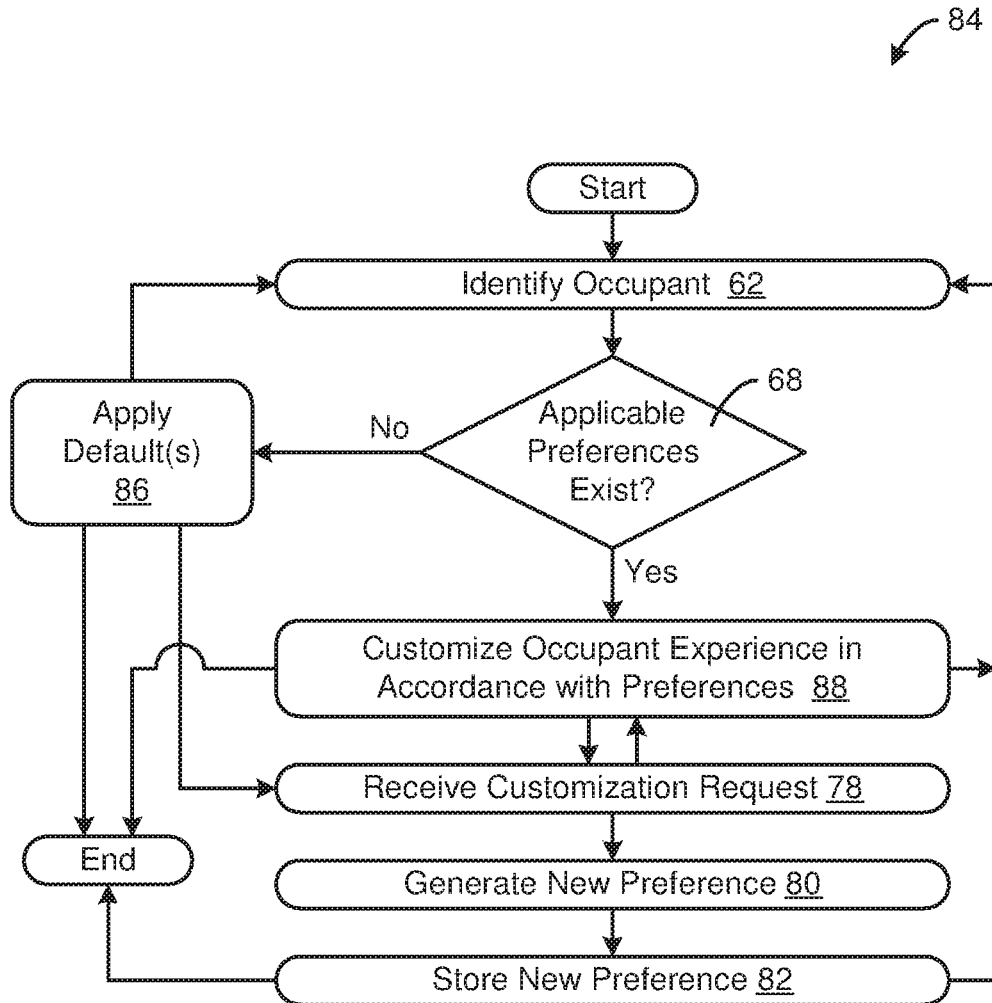 84
Start
Identify Occupant 62
68
Applicable
Preferences
Exist?
No
Apply
Default(s)
86
Yes
Customize Occupant Experience in
Accordance with Preferences 88
Receive Customization Request 78
End
Generate New Preference 80
Store New Preference 82